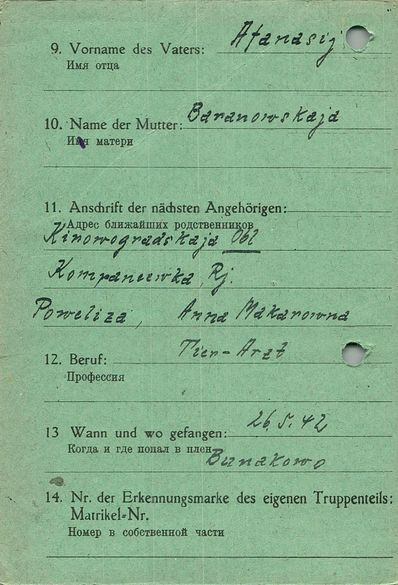 9. Vorname des Vaters: Afanasij
Имя отца
10. Name der Mutter: Baranowskaja
Имя матери
11. Anschrift der nächsten Angehörigen:
Адрес ближайших родственников
Kinowogradskaja Obl
Kompaneewka, Rj.
Poweliza, Anna Makarowna
12. Beruf: Tier-Arzt
Профессия
13 Wann und wo gefangen: 26.5.42
Когда и где попал в плен Bunakowo
14. Nr. der Erkennungsmarke des eigenen Truppenteils:
Matrikel-Nr.
Номер в собственной части